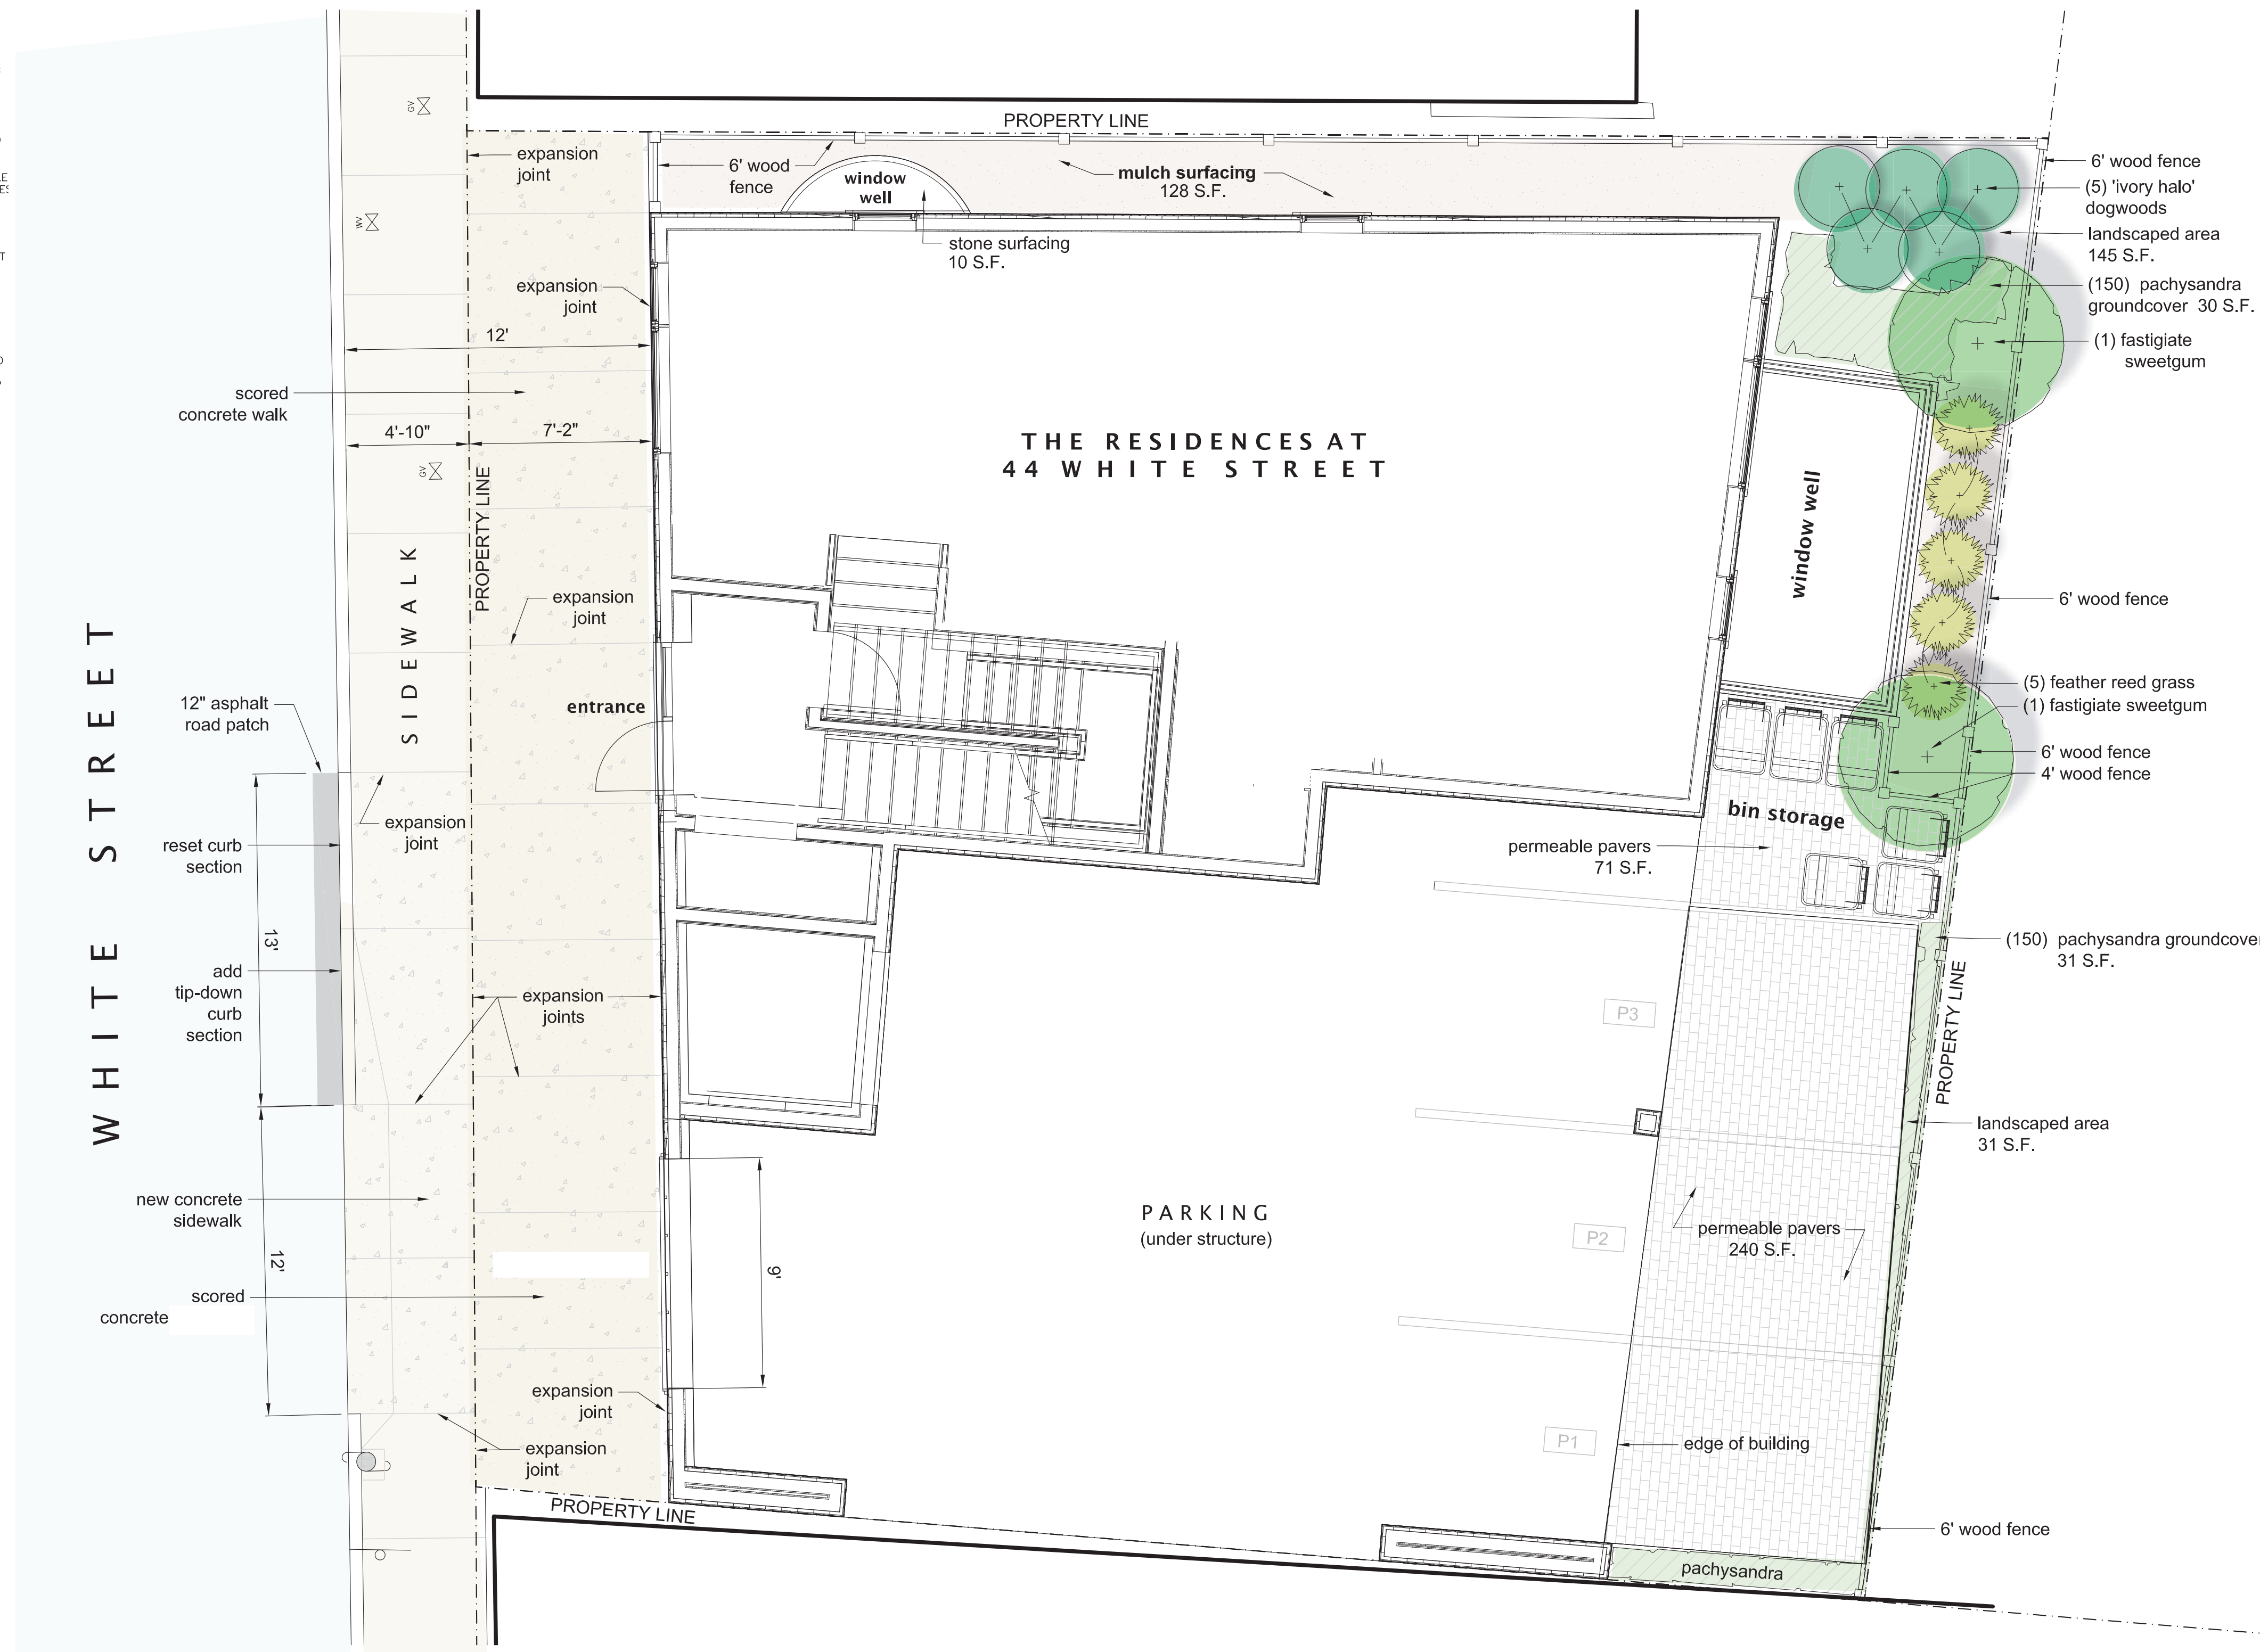 GV
PROPERTY LINE
expansion
joint
6' wood
fence
window
well
mulch surfacing
128 S.F.
6' wood fence
(5) 'ivory halo'
dogwoods
WV
stone surfacing
10 S.F.
landscaped area
145 S.F.
expansion
joint
(150) pachysandra
groundcover 30 S.F.
12'
(1) fastigiate
sweetgum
scored
concrete walk
4'-10"
7'-2"
THE RESIDENCES AT
44 WHITE STREET
GV
PROPERTY LINE
window well
SIDEWALK
expansion
joint
6' wood fence
WHITE STREET
12" asphalt
road patch
entrance
(5) feather reed grass
(1) fastigiate sweetgum
6' wood fence
4' wood fence
expansion
joint
bin storage
reset curb
section
permeable pavers
71 S.F.
13'
(150) pachysandra groundcover
31 S.F.
add
tip-down
curb
section
expansion
joints
P3
PROPERTY LINE
landscaped area
31 S.F.
new concrete
sidewalk
PARKING
(under structure)
P2
permeable pavers
240 S.F.
12'
9'
scored
concrete
expansion
joint
P1
edge of building
expansion
joint
PROPERTY LINE
6' wood fence
pachysandra